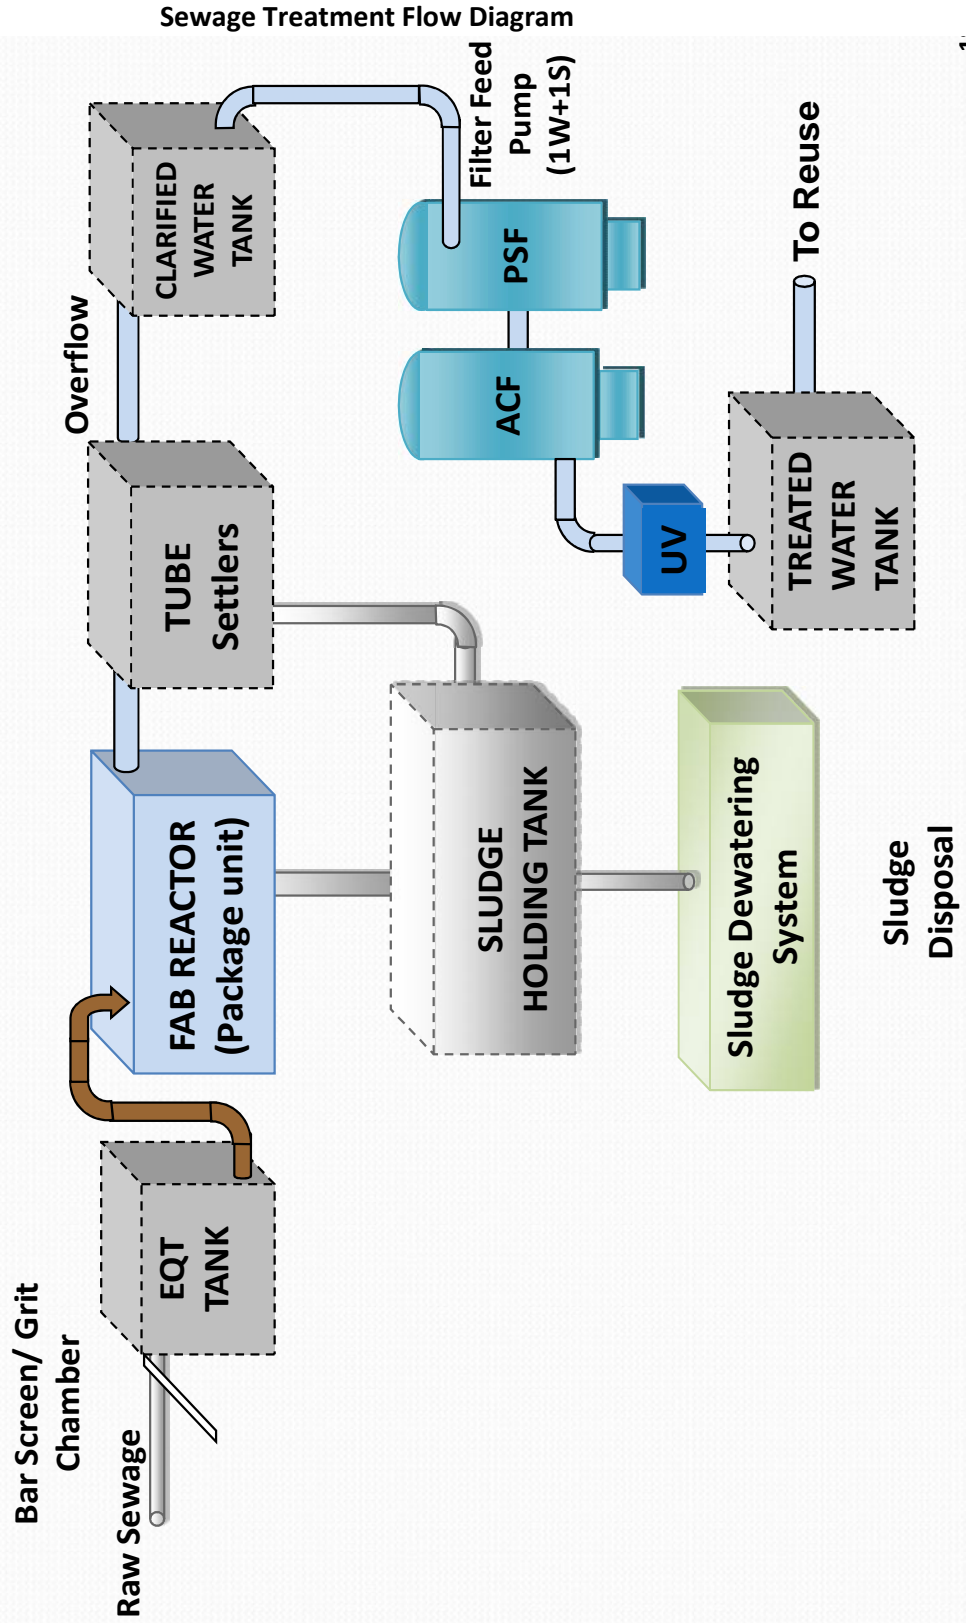 Sewage Treatment Flow Diagram
Bar Screen/ Grit
Chamber
Raw Sewage
EQT
TANK
FAB REACTOR
(Package unit)
TUBE
Settlers
Overflow
CLARIFIED
WATER
TANK
Filter Feed
Pump
(1W+1S)
PSF
ACF
UV
TREATED
WATER
TANK
To Reuse
SLUDGE
HOLDING TANK
Sludge Dewatering
System
Sludge
Disposal